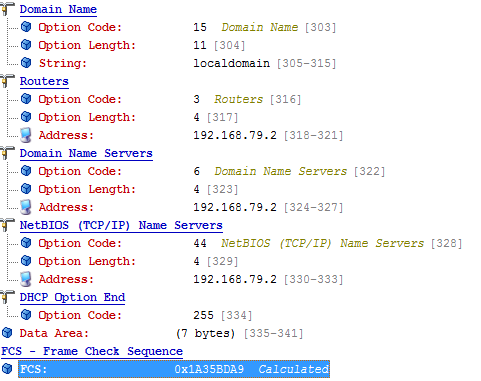 Domain Name
Option Code: 15 Domain Name [303]
Option Length: 11 [304]
String: localdomain [305-315]
Routers
Option Code: 3 Routers [316]
Option Length: 4 [317]
Address: 192.168.79.2 [318-321]
Domain Name Servers
Option Code: 6 Domain Name Servers [322]
Option Length: 4 [323]
Address: 192.168.79.2 [324-327]
NetBIOS (TCP/IP) Name Servers
Option Code: 44 NetBIOS (TCP/IP) Name Servers [328]
Option Length: 4 [329]
Address: 192.168.79.2 [330-333]
DHCP Option End
Option Code: 255 [334]
Data Area: (7 bytes) [335-341]
FCS - Frame Check Sequence
FCS: 0x1A35BDA9 Calculated